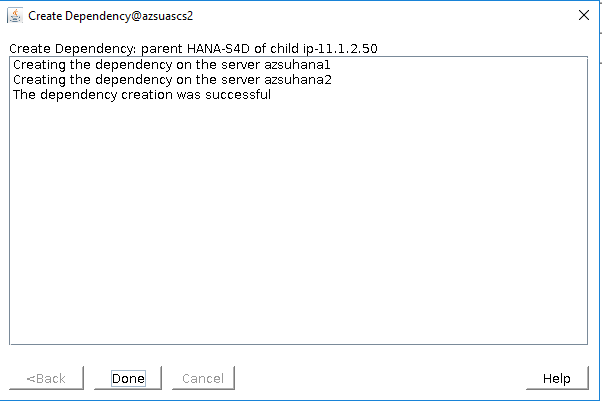 Create Dependency@azsuascs2
Create Dependency: parent HANA-S4D of child ip-11.1.2.50
Creating the dependency on the server azsuhana1
Creating the dependency on the server azsuhana2
The dependency creation was successful
<Back
Done
Cancel
Help